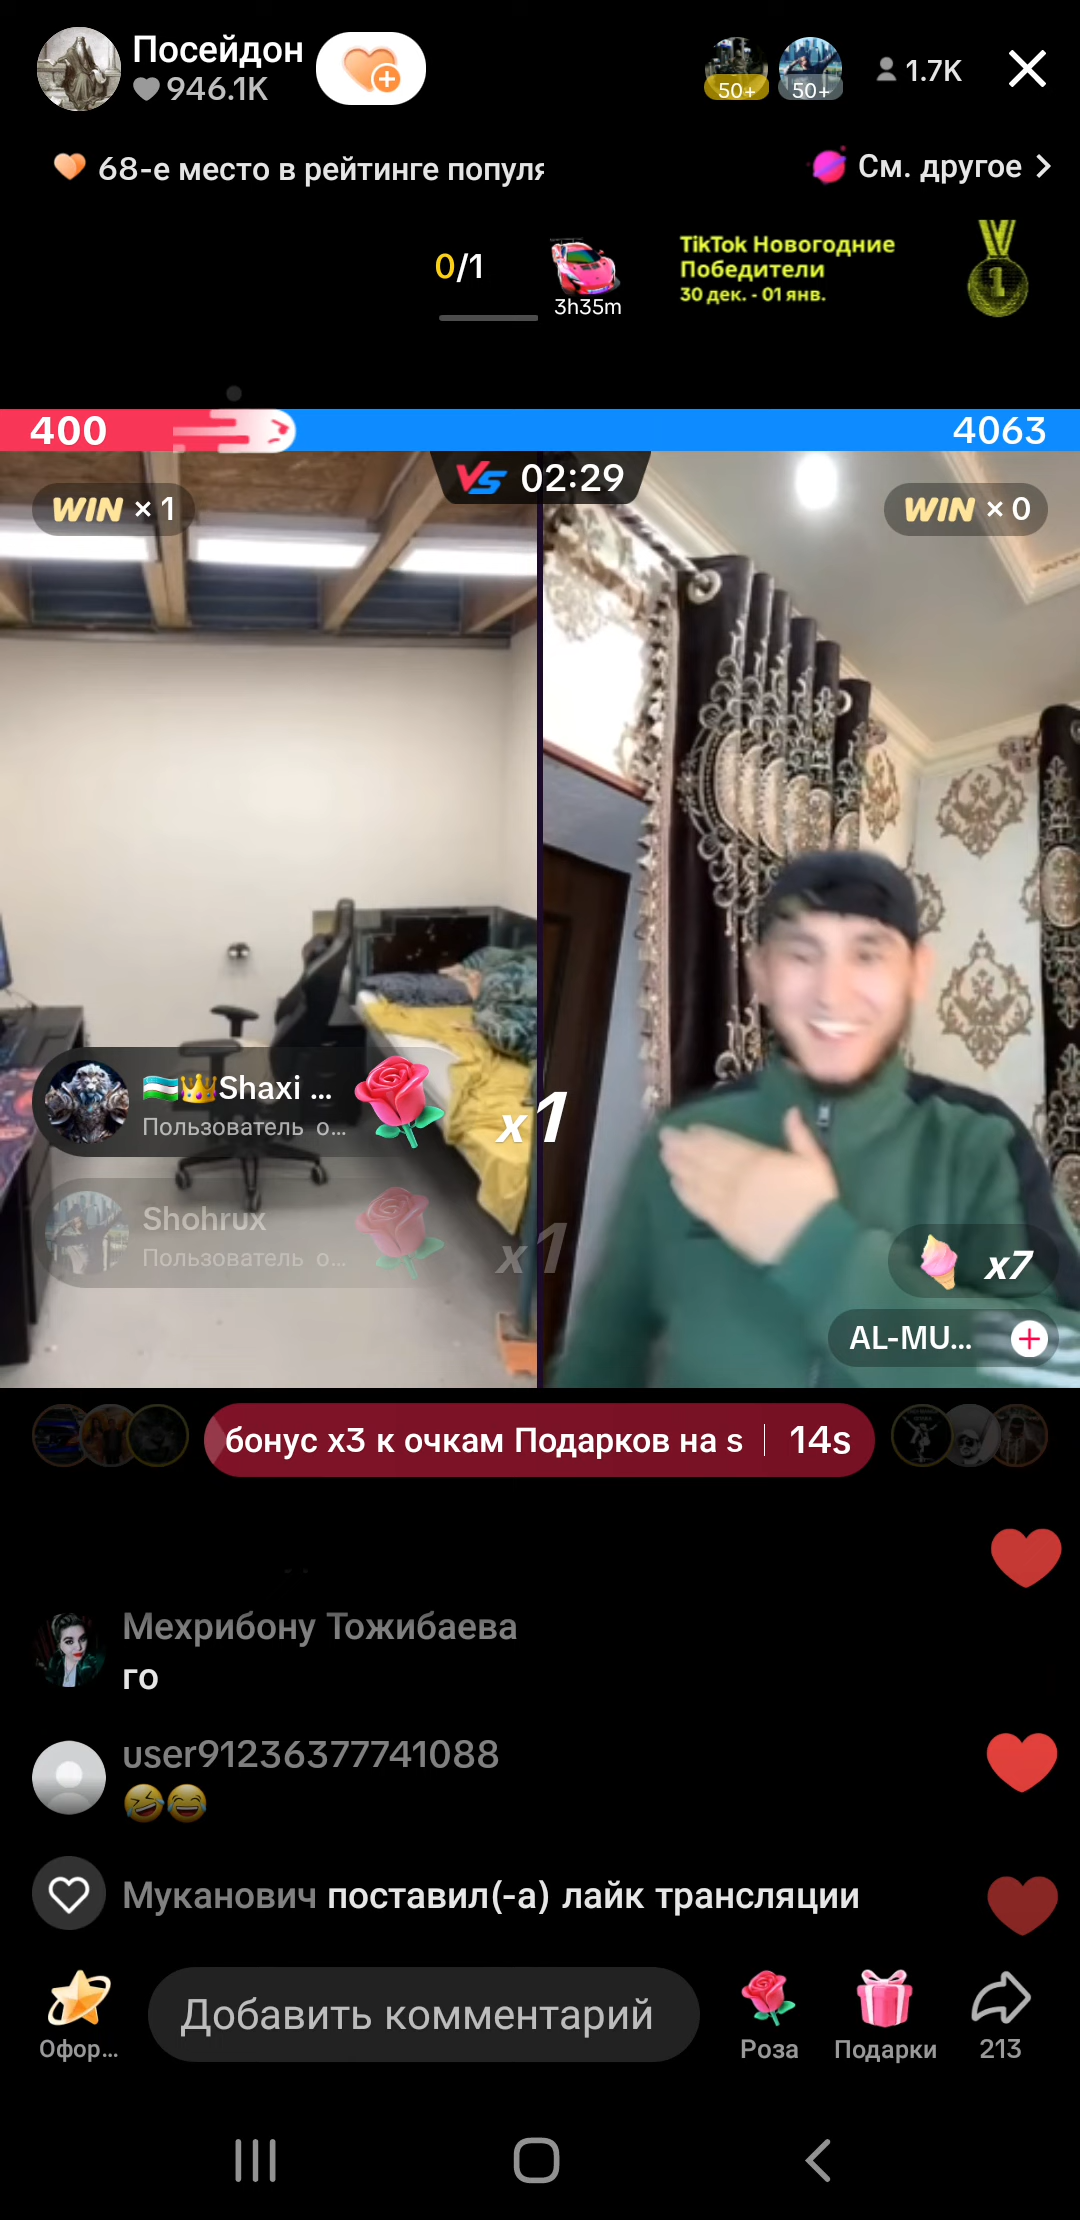 Посейдон
946.1K
50+
50+
1.7K
68-е место в рейтинге популя
См. другое
0/1
3h35m
TikTok Новогодние
Победители
30 дек. - 01 янв.
1
400
4063
VS 02:29
WIN × 1
WIN × 0
Shaxi ...
Пользователь о...
x1
Shohrux
Пользователь о...
x1
x7
AL-MU...
бонус x3 к очкам Подарков на s
14s
Мехрибону Тожибаева
го
user91236377741088
Муканович поставил(-а) лайк трансляции
Офор...
Добавить комментарий
Роза
Подарки
213